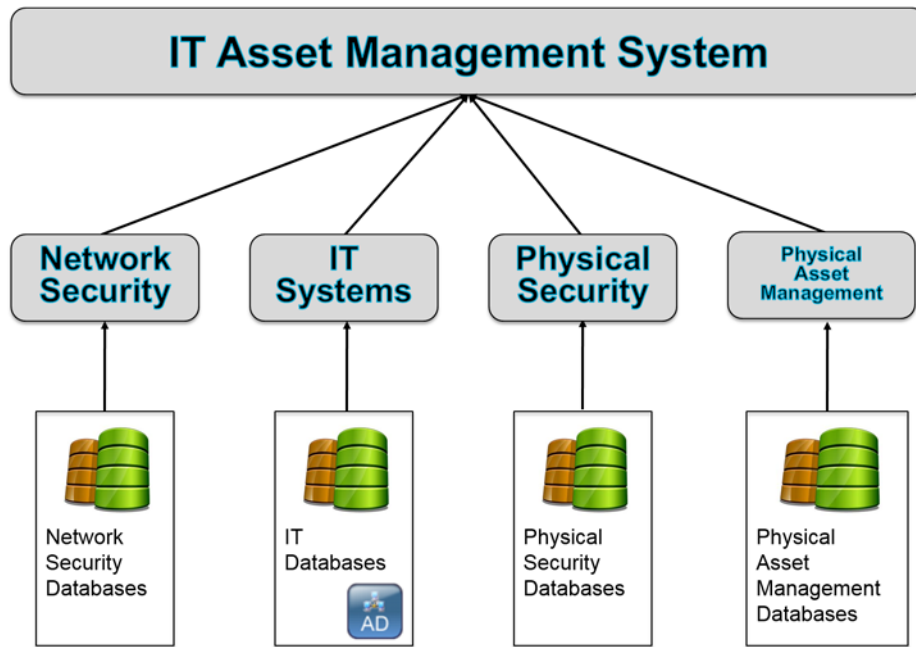 IT Asset Management System
Network
Security
IT
Systems
Physical
Security
Physical
Asset
Management
Network
Security
Databases
IT
Databases
AD
Physical
Security
Databases
Physical
Asset
Management
Databases